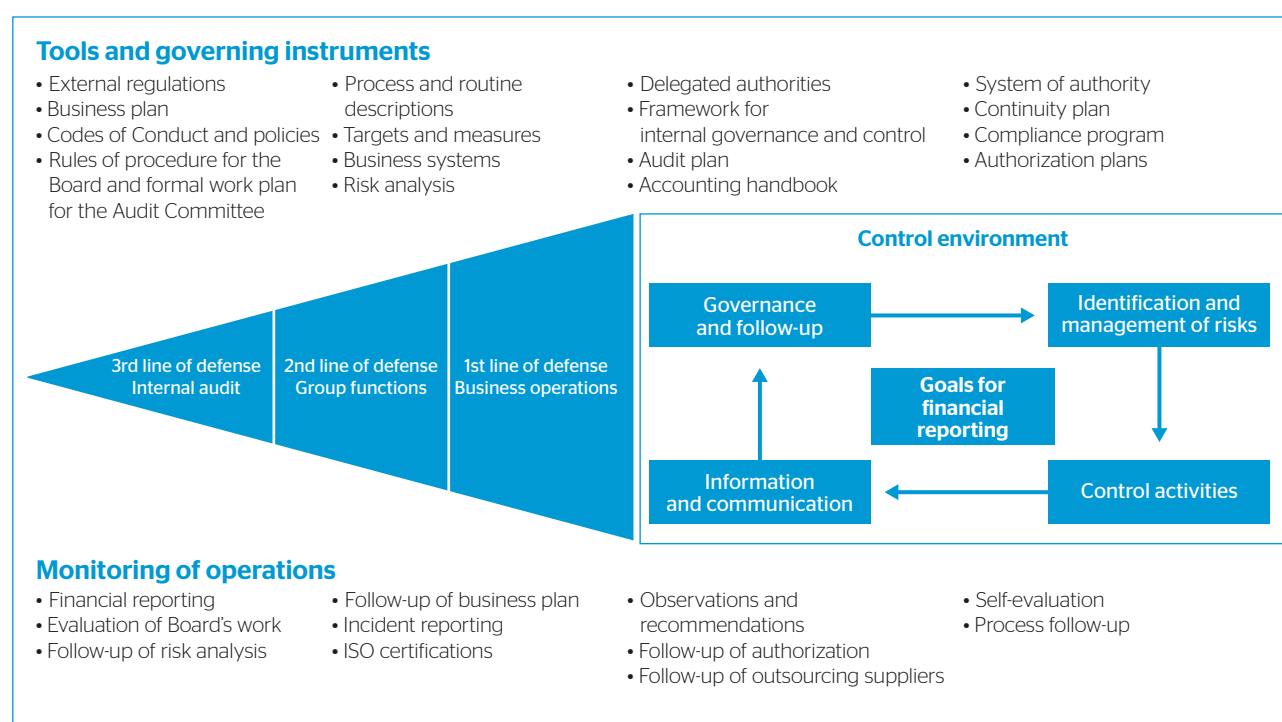 Tools and governing instruments
• External regulations
• Business plan
• Codes of Conduct and policies
• Rules of procedure for the
Board and formal work plan
for the Audit Committee
• Process and routine
descriptions
• Targets and measures
• Business systems
• Risk analysis
• Delegated authorities
• Framework for
internal governance and control
• Audit plan
• Accounting handbook
• System of authority
• Continuity plan
• Compliance program
• Authorization plans
3rd line of defense
Internal audit
2nd line of defense
Group functions
1st line of defense
Business operations
Control environment
Governance
and follow-up
Identification and
management of risks
Goals for
financial
reporting
Information
and communication
Control activities
Monitoring of operations
• Financial reporting
• Evaluation of Board's work
• Follow-up of risk analysis
• Follow-up of business plan
• Incident reporting
• ISO certifications
• Observations and
recommendations
• Follow-up of authorization
• Follow-up of outsourcing suppliers
• Self-evaluation
• Process follow-up